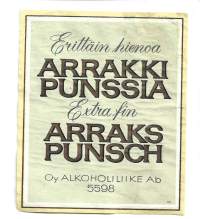 Erittäin hienoa
ARRAKKI
PUNSSIA
Extra fin
ARRAKS
PUNSCH
Oy ALKOHOLILIIKE Ab
5598